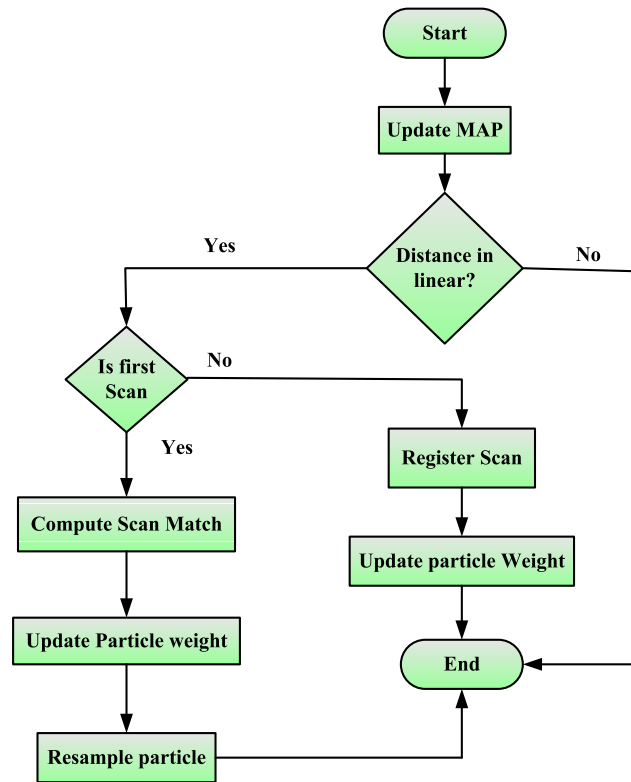 Start
Update MAP
Distance in
linear?
Yes
No
Is first
Scan
No
Yes
Register Scan
Compute Scan Match
Update particle Weight
Update Particle weight
End
Resample particle